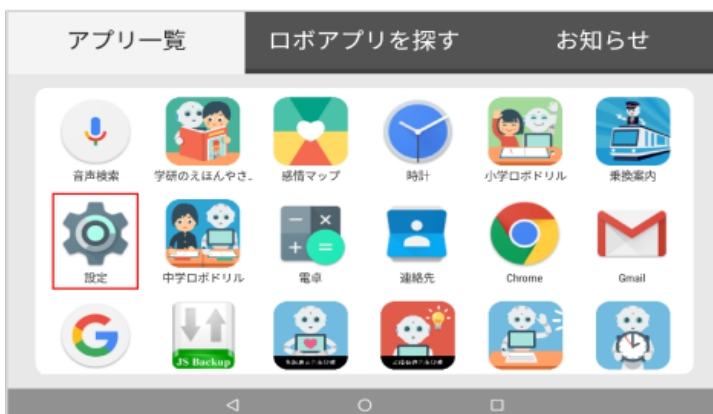 アプリ一覧
ロボアプリを探す
お知らせ
音声検索
学研のえほんやさ..
感情マップ
時計
小学ロボドリル
乗換案内
設定
中学ロボドリル
電卓
連絡先
Chrome
Gmail
G
JS Backup